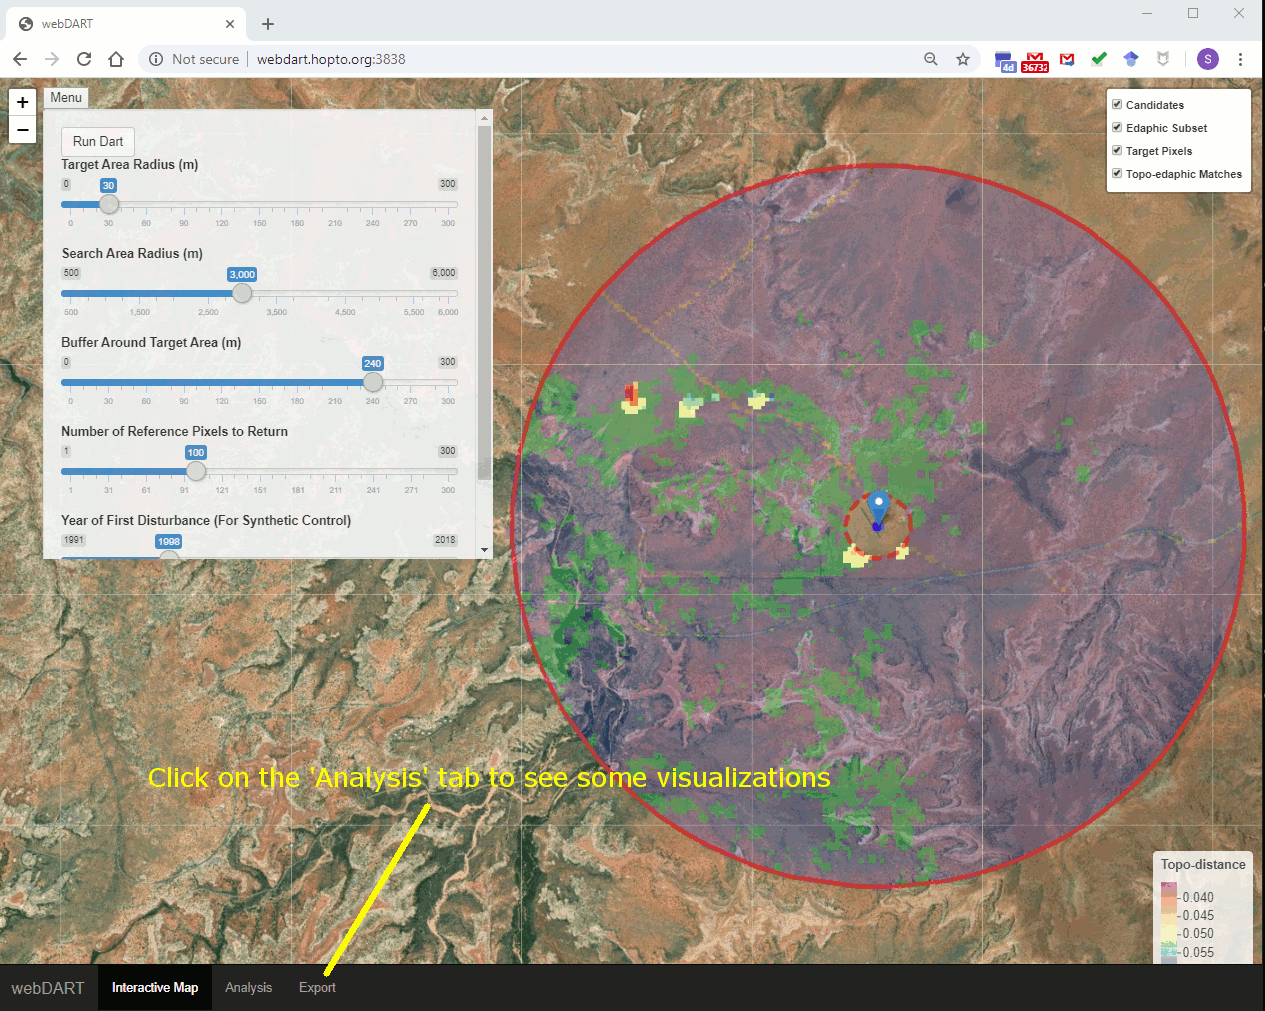 webDART
Not secure
webdart.hopto.org:3838
4d
36732
S
+
Menu
−
Run Dart
Target Area Radius (m)
0 30 300
0 30 60 90 120 150 180 210 240 270 300
Search Area Radius (m)
500 3,000 6,000
500 1,500 2,500 3,500 4,500 5,500 6,000
Buffer Around Target Area (m)
0 240 300
0 30 60 90 120 150 180 210 240 270 300
Number of Reference Pixels to Return
1 100 300
1 31 61 91 121 151 181 211 241 271 300
Year of First Disturbance (For Synthetic Control)
1991 1998 2018
Candidates
Edaphic Subset
Target Pixels
Topo-edaphic Matches
Click on the 'Analysis' tab to see some visualizations
Topo-distance
0.040
0.045
0.050
0.055
webDART Interactive Map Analysis Export